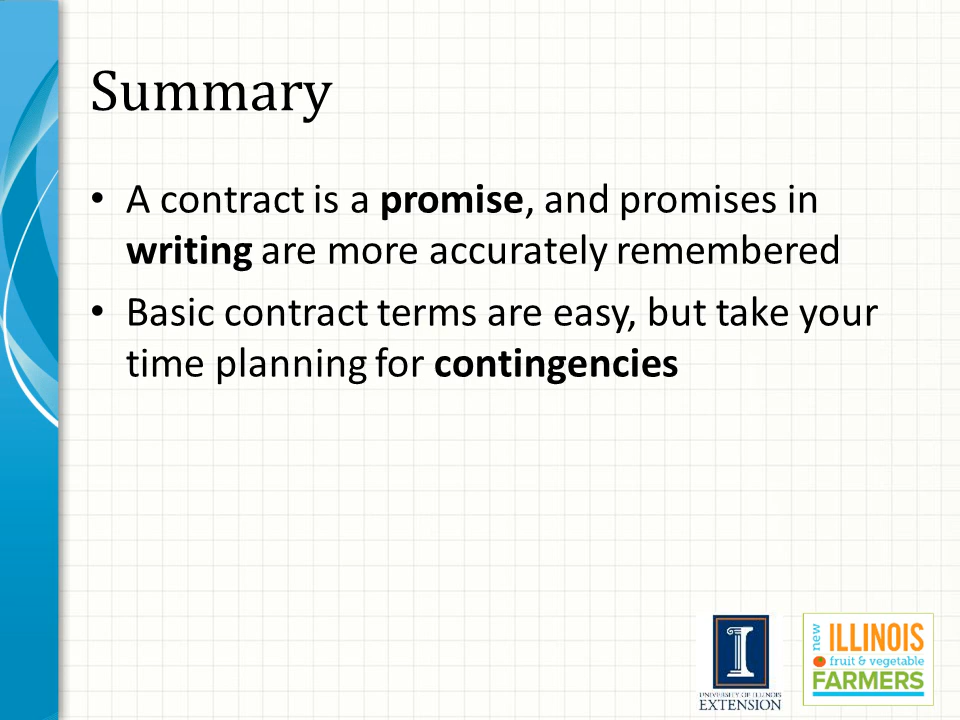 Summary
• A contract is a promise, and promises in
writing are more accurately remembered
• Basic contract terms are easy, but take your
time planning for contingencies
I
UNIVERSITY OF ILLINOIS
EXTENSION
new
ILLINOIS
fruit & vegetable
FARMERS